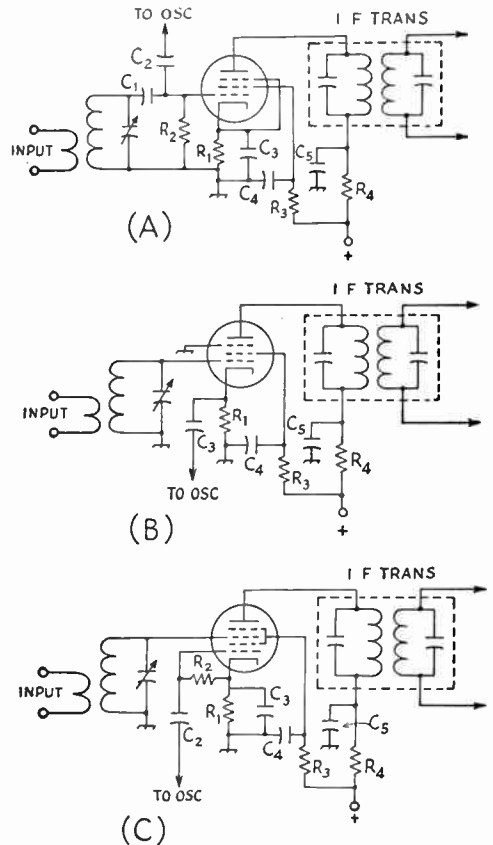 TO OSC
I F TRANS
C2
C1
INPUT
R2
R1
C3
C5
C4
R3
R4
+
(A)
I F TRANS
INPUT
C3
R1
C4
C5
R3
R4
TO OSC
+
(B)
I F TRANS
INPUT
R2
R1
C3
C2
C4
C5
R3
R4
TO OSC
+
(C)